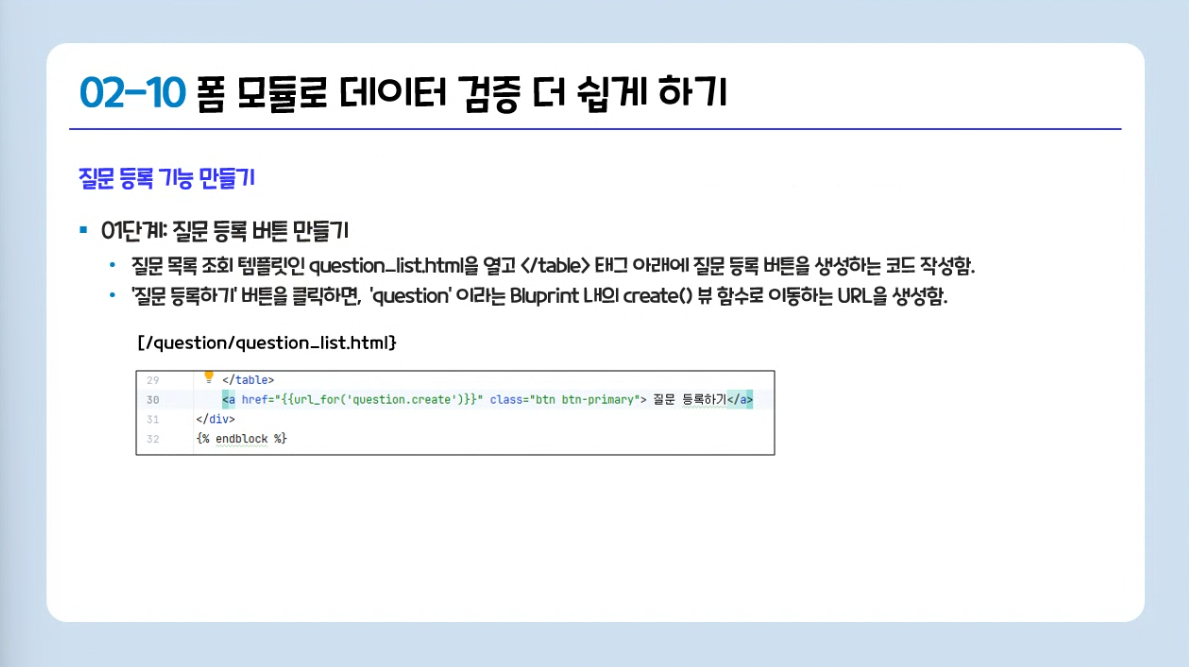 02-10 폼 모듈로 데이터 검증 더 쉽게 하기
질문 등록 기능 만들기
▪ 01단계: 질문 등록 버튼 만들기
• 질문 목록 조회 템플릿인 question_list.html을 열고 </table> 태그 아래에 질문 등록 버튼을 생성하는 코드 작성함.
• '질문 등록하기' 버튼을 클릭하면, 'question' 이라는 Bluprint 내의 create() 뷰 함수로 이동하는 URL을 생성함.
[/question/question_list.html}
29 </table>
30 <a href="{{url_for('question.create')}}" class="btn btn-primary"> 질문 등록하기</a>
31 </div>
32 {% endblock %}